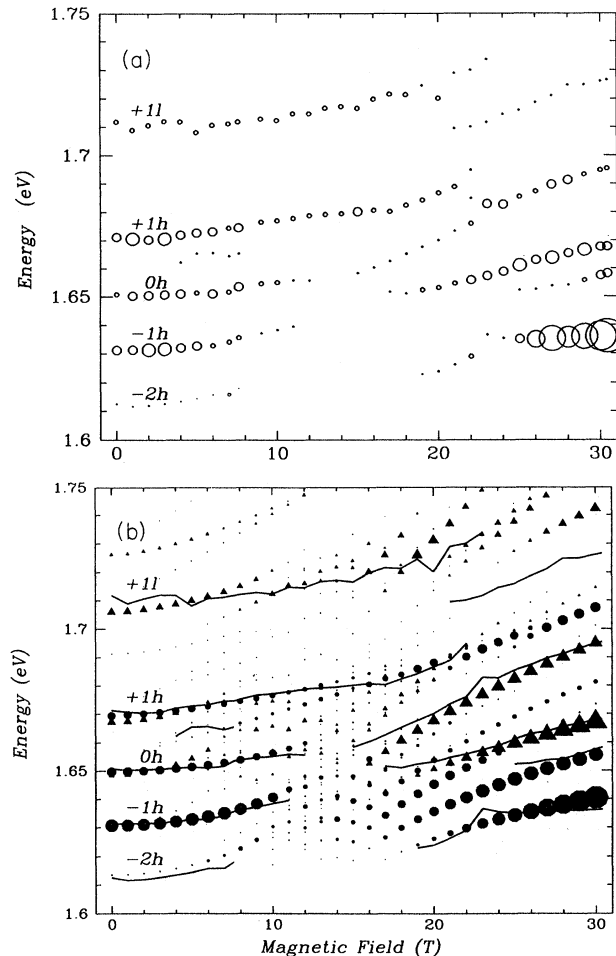 1.75
(a)
+1l
1.7
Energy (eV)
+1h
0h
1.65
-1h
-2h
1.6
0
10
20
30
1.75
(b)
+1l
1.7
Energy (eV)
+1h
0h
1.65
-1h
-2h
1.6
0
10
20
30
Magnetic Field (T)